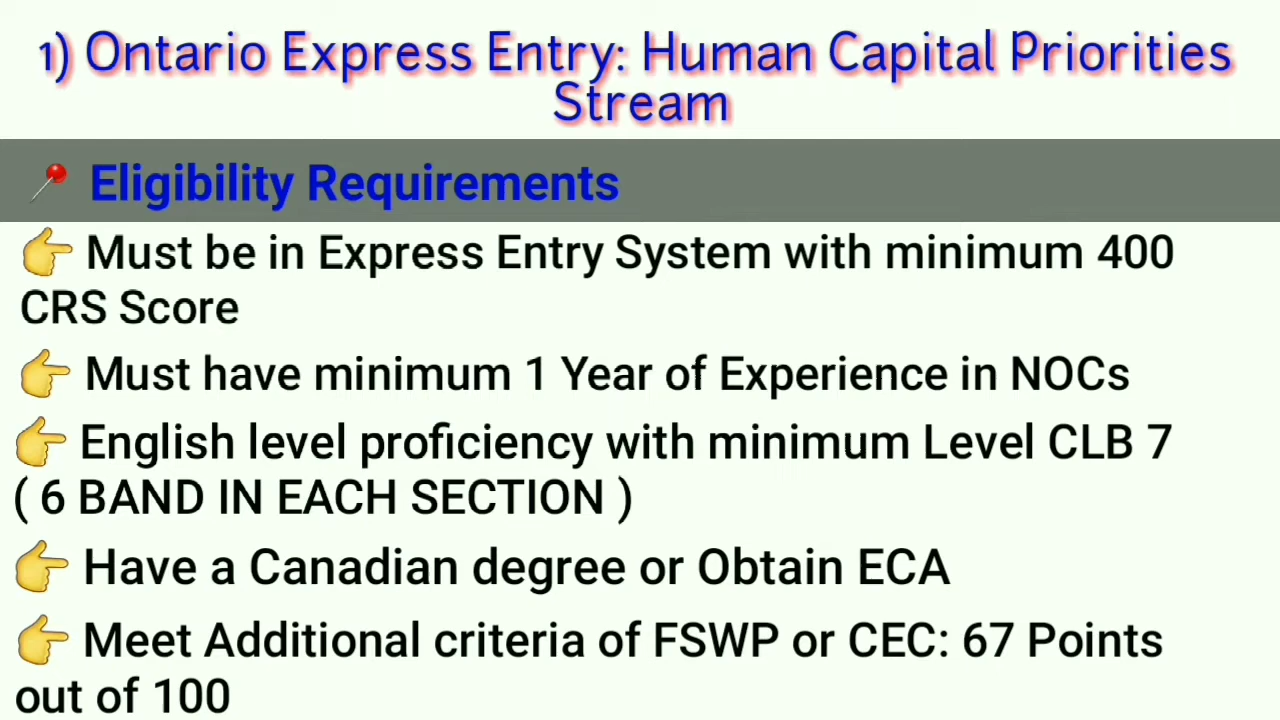 1) Ontario Express Entry: Human Capital Priorities
Stream
📍 Eligibility Requirements
👉 Must be in Express Entry System with minimum 400
CRS Score
👉 Must have minimum 1 Year of Experience in NOCs
👉 English level proficiency with minimum Level CLB 7
( 6 BAND IN EACH SECTION )
👉 Have a Canadian degree or Obtain ECA
👉 Meet Additional criteria of FSWP or CEC: 67 Points
out of 100